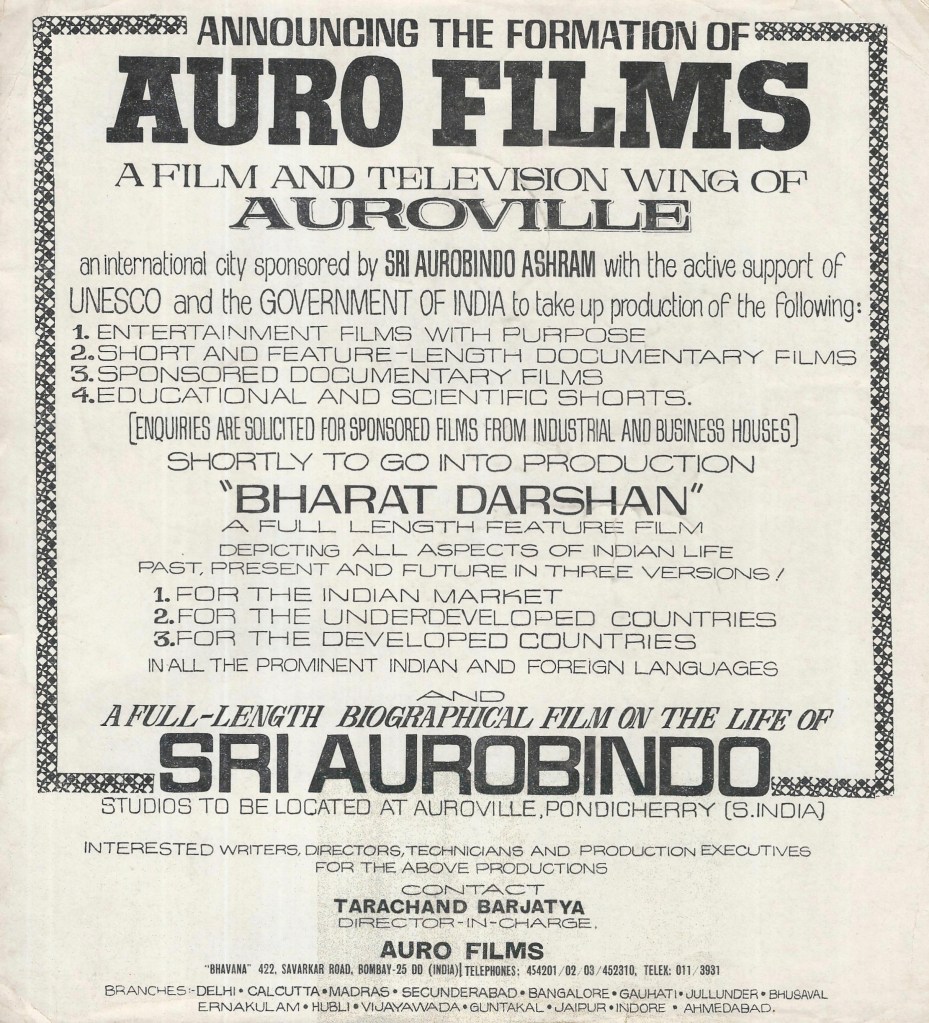 ANNOUNCING THE FORMATION OF
AURO FILMS
A FILM AND TELEVISION WING OF
AUROVILLE
an international city sponsored by SRI AUROBINDO ASHRAM with the active support of
UNESCO and the GOVERNMENT OF INDIA to take up production of the following:
1. ENTERTAINMENT FILMS WITH PURPOSE
2. SHORT AND FEATURE-LENGTH DOCUMENTARY FILMS
3. SPONSORED DOCUMENTARY FILMS
4. EDUCATIONAL AND SCIENTIFIC SHORTS.
(ENQUIRIES ARE SOLICITED FOR SPONSORED FILMS FROM INDUSTRIAL AND BUSINESS HOUSES)
SHORTLY TO GO INTO PRODUCTION
"BHARAT DARSHAN"
A FULL LENGTH FEATURE FILM
DEPICTING ALL ASPECTS OF INDIAN LIFE
PAST, PRESENT AND FUTURE IN THREE VERSIONS!
1. FOR THE INDIAN MARKET
2. FOR THE UNDERDEVELOPED COUNTRIES
3. FOR THE DEVELOPED COUNTRIES
IN ALL THE PROMINENT INDIAN AND FOREIGN LANGUAGES
AND
A FULL-LENGTH BIOGRAPHICAL FILM ON THE LIFE OF
SRI AUROBINDO
STUDIOS TO BE LOCATED AT AUROVILLE, PONDICHERRY (S.INDIA)
INTERESTED WRITERS, DIRECTORS, TECHNICIANS AND PRODUCTION EXECUTIVES
FOR THE ABOVE PRODUCTIONS
CONTACT
TARACHAND BARJATYA
DIRECTOR-IN-CHARGE,
AURO FILMS
"BHAVANA" 422, SAVARKAR ROAD, BOMBAY-25 DD (INDIA) TELEPHONES: 454201/02/03/452310, TELEX: 011/3931
BRANCHES:-DELHI • CALCUTTA • MADRAS • SECUNDERABAD • BANGALORE • GAUHATI • JULLUNDER • BHUSAVAL
ERNAKULAM • HUBLI • VIJAYAWADA • GUNTAKAL • JAIPUR • INDORE • AHMEDABAD.